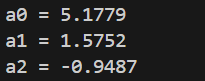 a0 = 5.1779
a1 = 1.5752
a2 = -0.9487